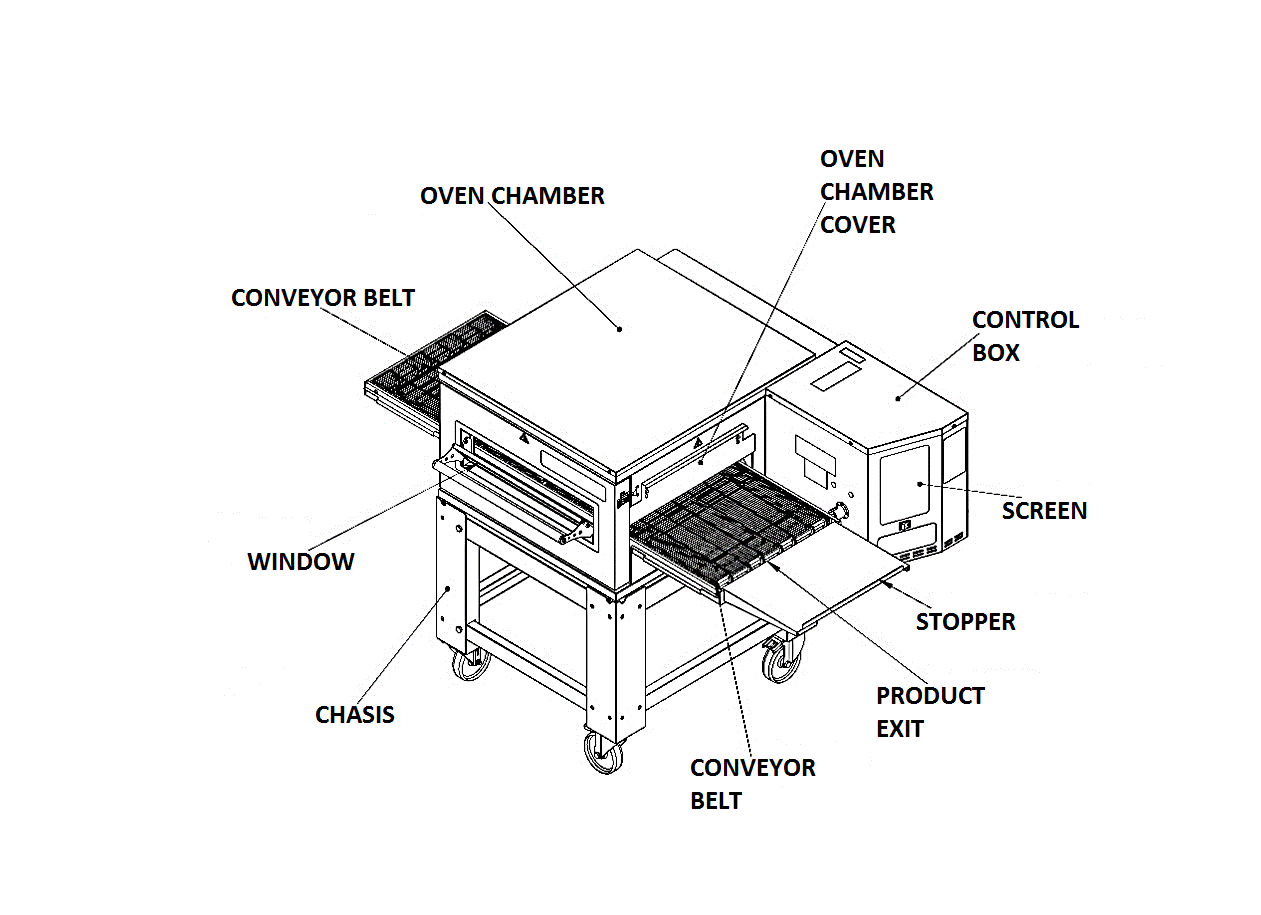 OVEN
CHAMBER
COVER
OVEN CHAMBER
CONVEYOR BELT
CONTROL
BOX
SCREEN
WINDOW
STOPPER
PRODUCT
EXIT
CHASIS
CONVEYOR
BELT